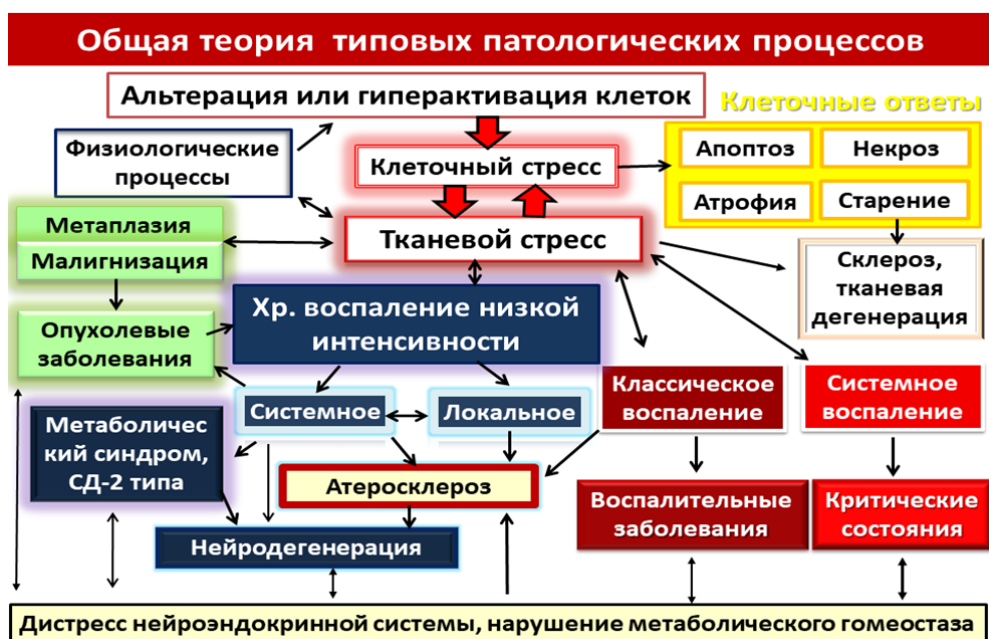 Общая теория типовых патологических процессов
Альтерация или гиперактивация клеток
Клеточные ответы
Физиологические
процессы
Клеточный стресс
Апоптоз
Некроз
Атрофия
Старение
Метаплазия
Малигнизация
Тканевой стресс
Склероз,
тканевая
дегенерация
Хр. воспаление низкой
интенсивности
Опухолевые
заболевания
Классическое
воспаление
Системное
воспаление
Системное
Локальное
Метаболичес
кий синдром,
СД-2 типа
Атеросклероз
Воспалительные
заболевания
Критические
состояния
Нейродегенерация
Дистресс нейроэндокринной системы, нарушение метаболического гомеостаза